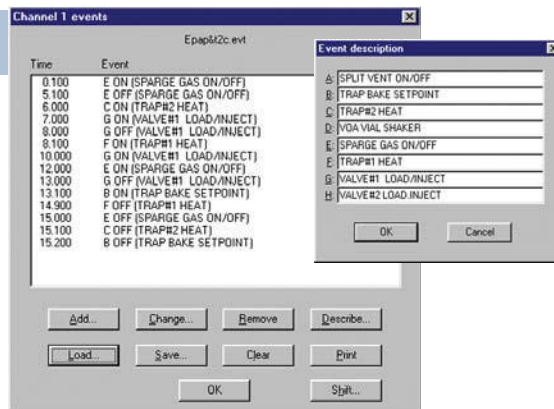 Channel 1 events
Epap&t2c.evt
Time Event
0.100 E ON (SPARGE GAS ON/OFF)
5.100 E OFF (SPARGE GAS ON/OFF)
6.000 C ON (TRAP#2 HEAT)
7.000 G ON (VALVE#1 LOAD/INJECT)
8.000 G OFF (VALVE#1 LOAD/INJECT)
8.100 F ON (TRAP#1 HEAT)
10.000 G ON (VALVE#1 LOAD/INJECT)
12.000 E ON (SPARGE GAS ON/OFF)
13.000 G OFF (VALVE#1 LOAD/INJECT)
13.100 B ON (TRAP BAKE SETPOINT)
14.900 F OFF (TRAP#1 HEAT)
15.000 E OFF (SPARGE GAS ON/OFF)
15.100 C OFF (TRAP#2 HEAT)
15.200 B OFF (TRAP BAKE SETPOINT)
Add... Change... Remove Describe...
Load... Save... Clear Print
OK Shift...
Event description
A: SPLIT VENT ON/OFF
B: TRAP BAKE SETPOINT
C: TRAP#2 HEAT
D: VOA VIAL SHAKER
E: SPARGE GAS ON/OFF
F: TRAP#1 HEAT
G: VALVE#1 LOAD/INJECT
H: VALVE#2 LOAD.INJECT
OK Cancel